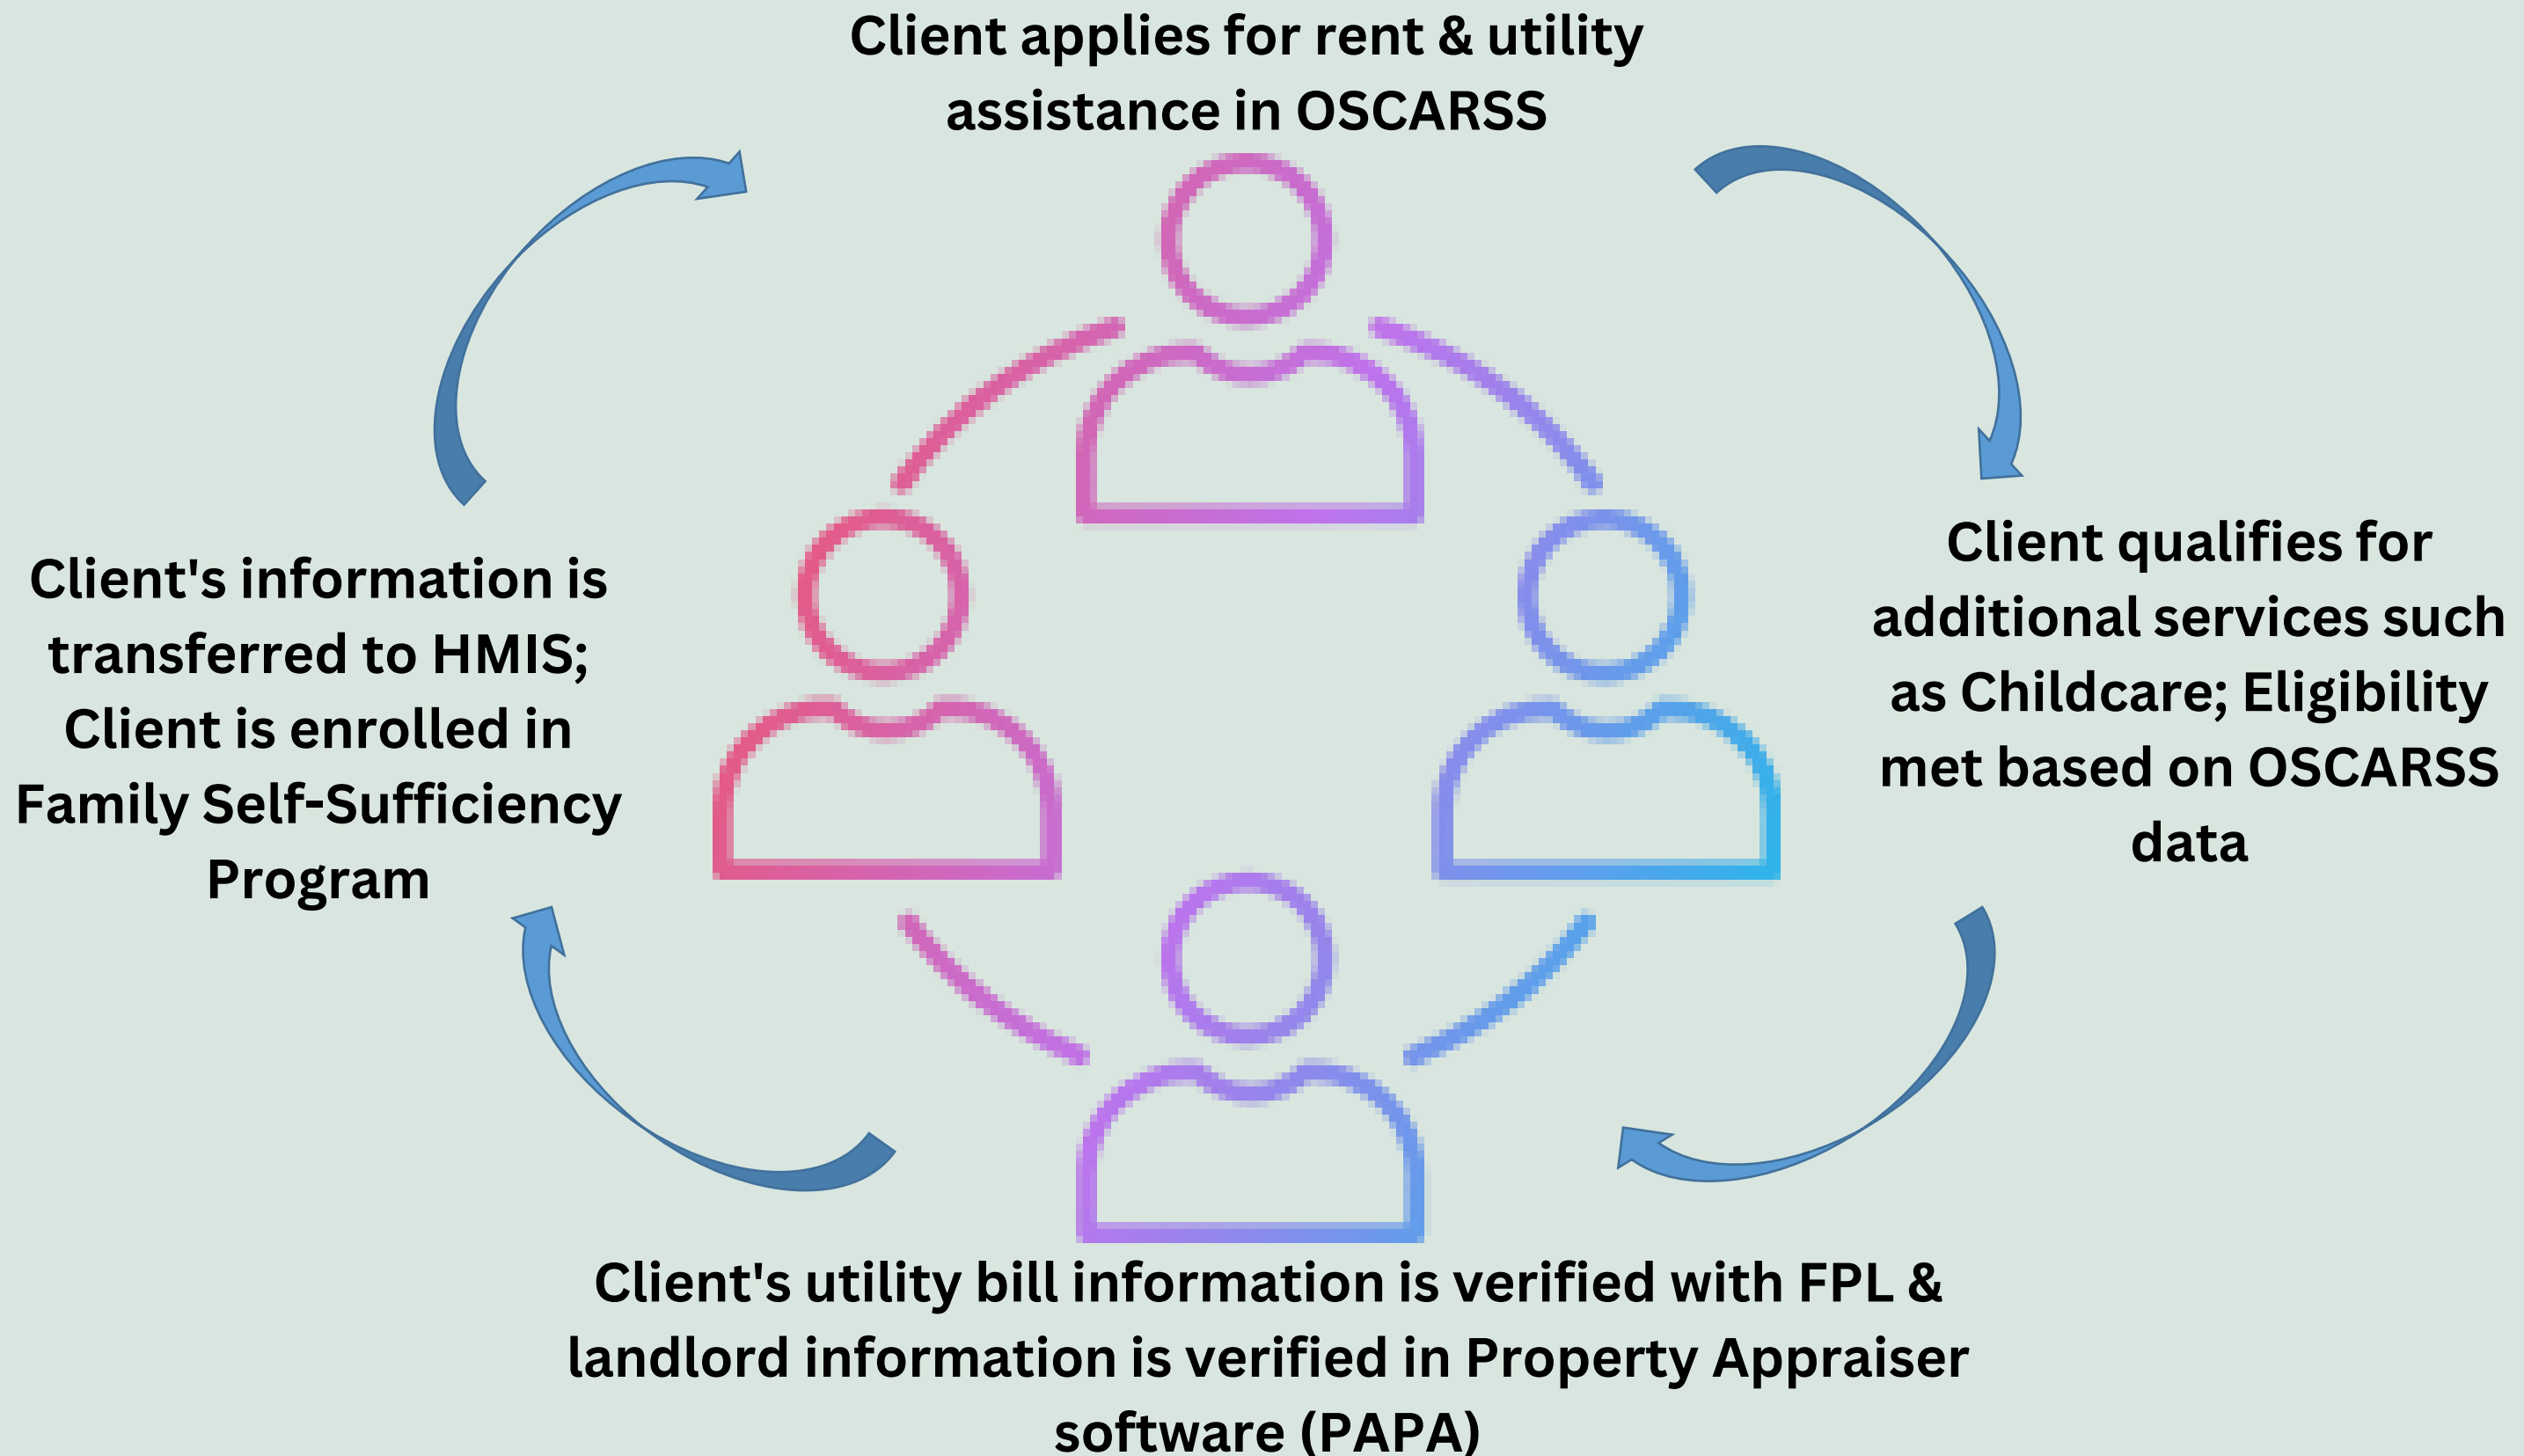 Client applies for rent & utility
assistance in OSCARSS
Client qualifies for
additional services such
as Childcare; Eligibility
met based on OSCARSS
data
Client's utility bill information is verified with FPL &
landlord information is verified in Property Appraiser
software (PAPA)
Client's information is
transferred to HMIS;
Client is enrolled in
Family Self-Sufficiency
Program